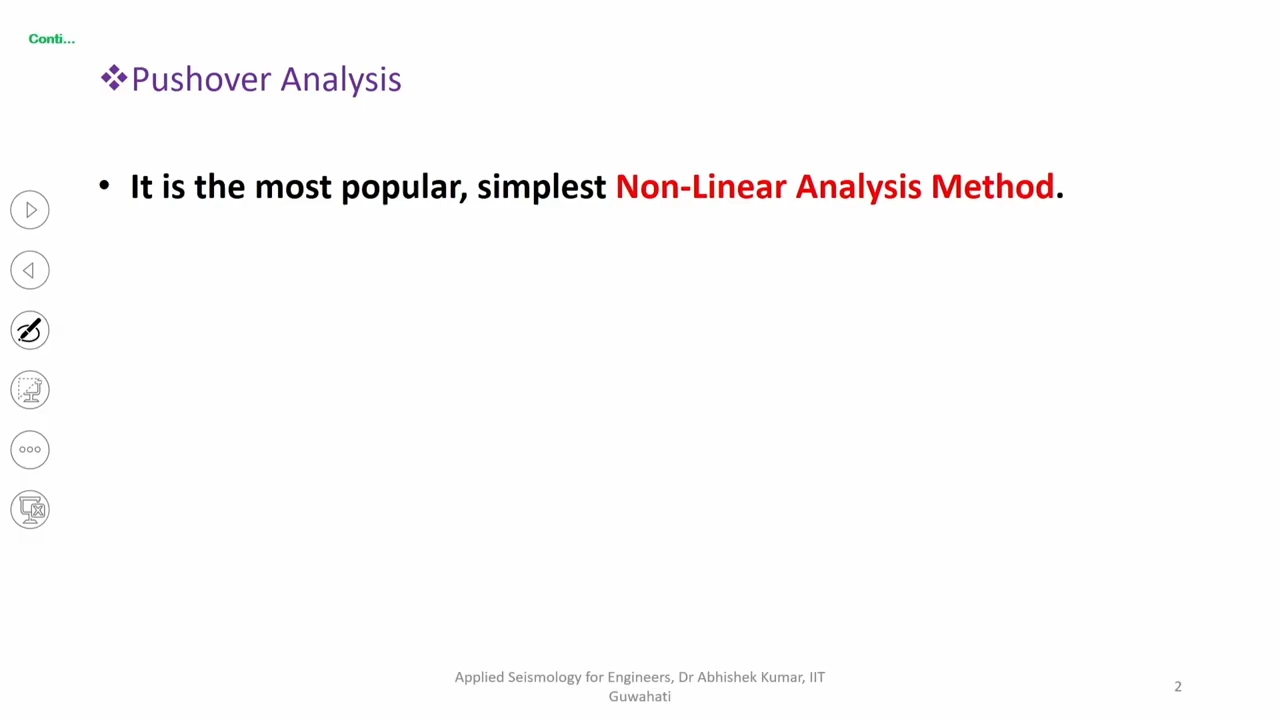 Conti...
❖Pushover Analysis
• It is the most popular, simplest Non-Linear Analysis Method.
Applied Seismology for Engineers, Dr Abhishek Kumar, IIT
Guwahati
2